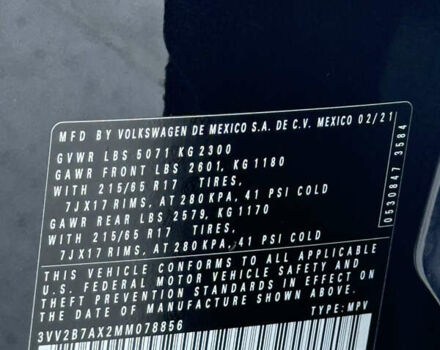 MFD BY VOLKSWAGEN DE MEXICO S.A. DE C.V. MEXICO 02/21
GVWR LBS 5071 KG 2300
GAWR FRONT LBS 2601, KG 1180
WITH 215/65 R17 TIRES,
7JX17 RIMS, AT 280 KPA, 41 PSI COLD
GAWR REAR LBS 2579, KG 1170
WITH 215/65 R17 TIRES,
7JX17 RIMS, AT 280 KPA, 41 PSI COLD
THIS VEHICLE CONFORMS TO ALL APPLICABLE
U.S. FEDERAL MOTOR VEHICLE SAFETY AND
THEFT PREVENTION STANDARDS IN EFFECT ON
THE DATE OF MANUFACTURE SHOWN ABOVE.
3VV2B7AX2MM078856 TYPE: MPV
0530847 3584